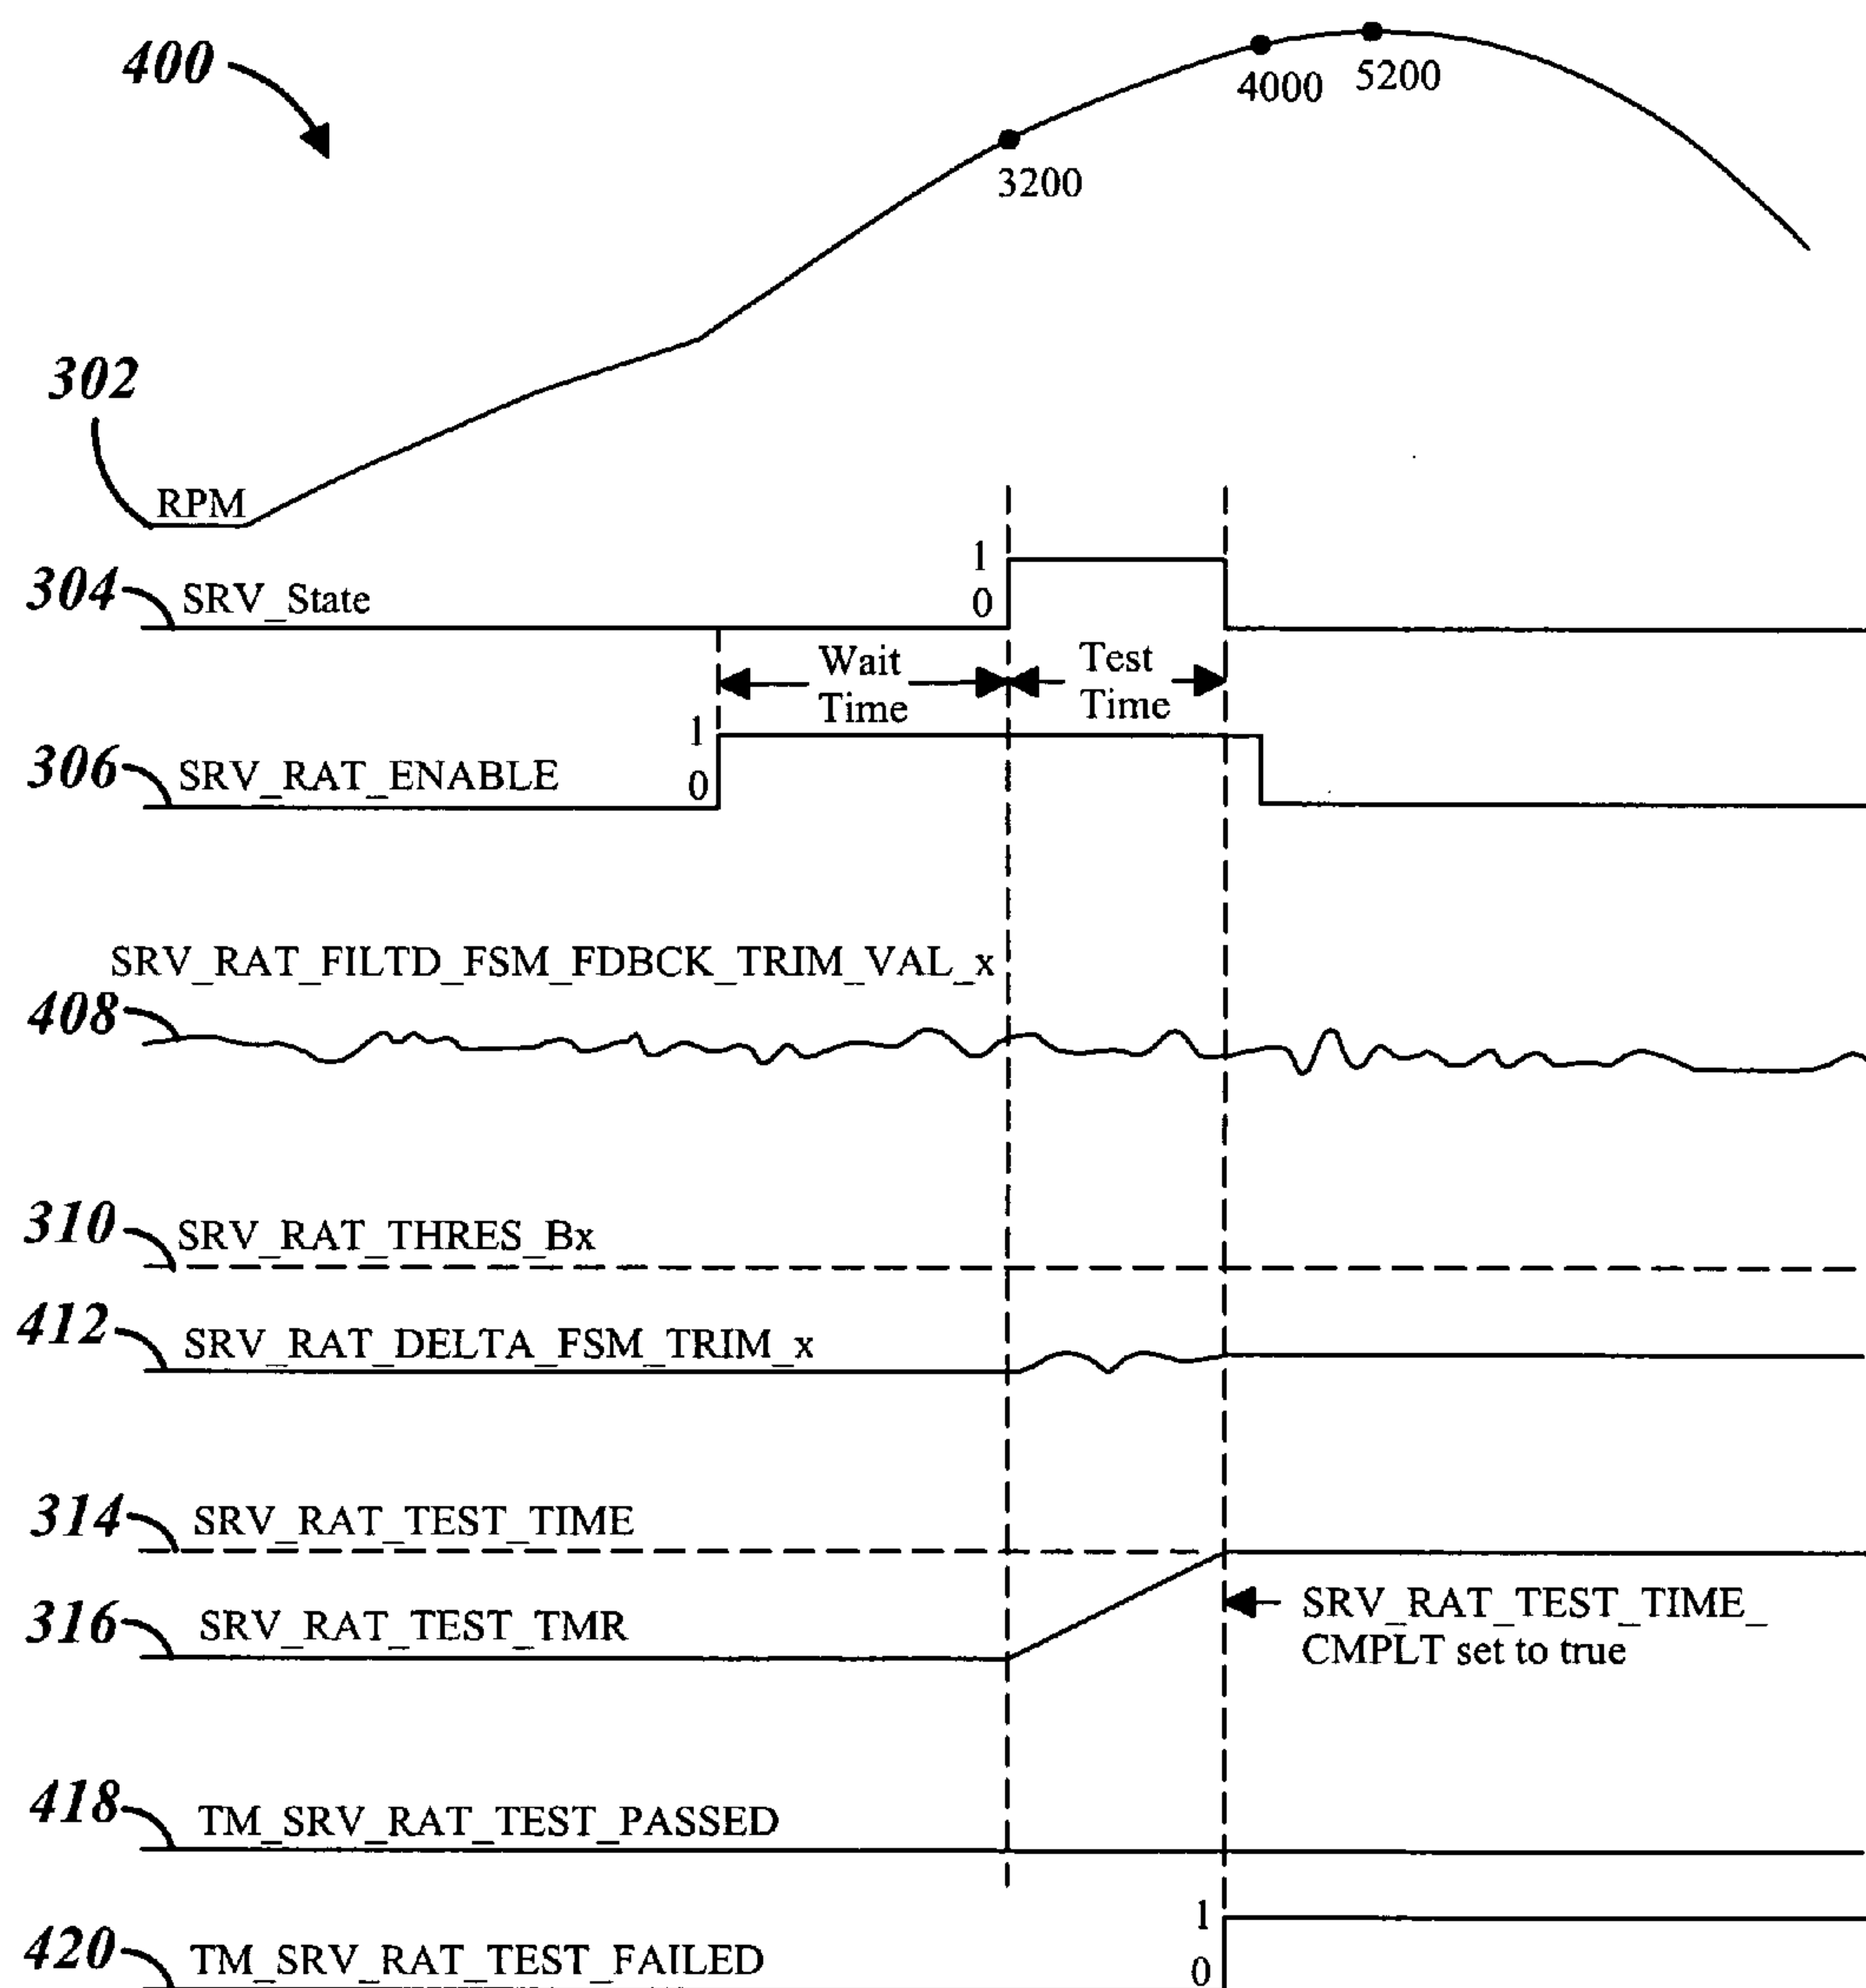 400
4000
5200
3200
302
RPM
1
304
SRV_State
0
Wait
Time
Test
Time
1
306
SRV_RAT_ENABLE
0
SRV_RAT_FILTD_FSM_FDBCK_TRIM_VAL_x
408
310
SRV_RAT_THRES_Bx
412
SRV_RAT_DELTA_FSM_TRIM_x
314
SRV_RAT_TEST_TIME
316
SRV_RAT_TEST_TMR
SRV_RAT_TEST_TIME_
CMPLT set to true
418
TM_SRV_RAT_TEST_PASSED
1
420
TM_SRV_RAT_TEST_FAILED
0